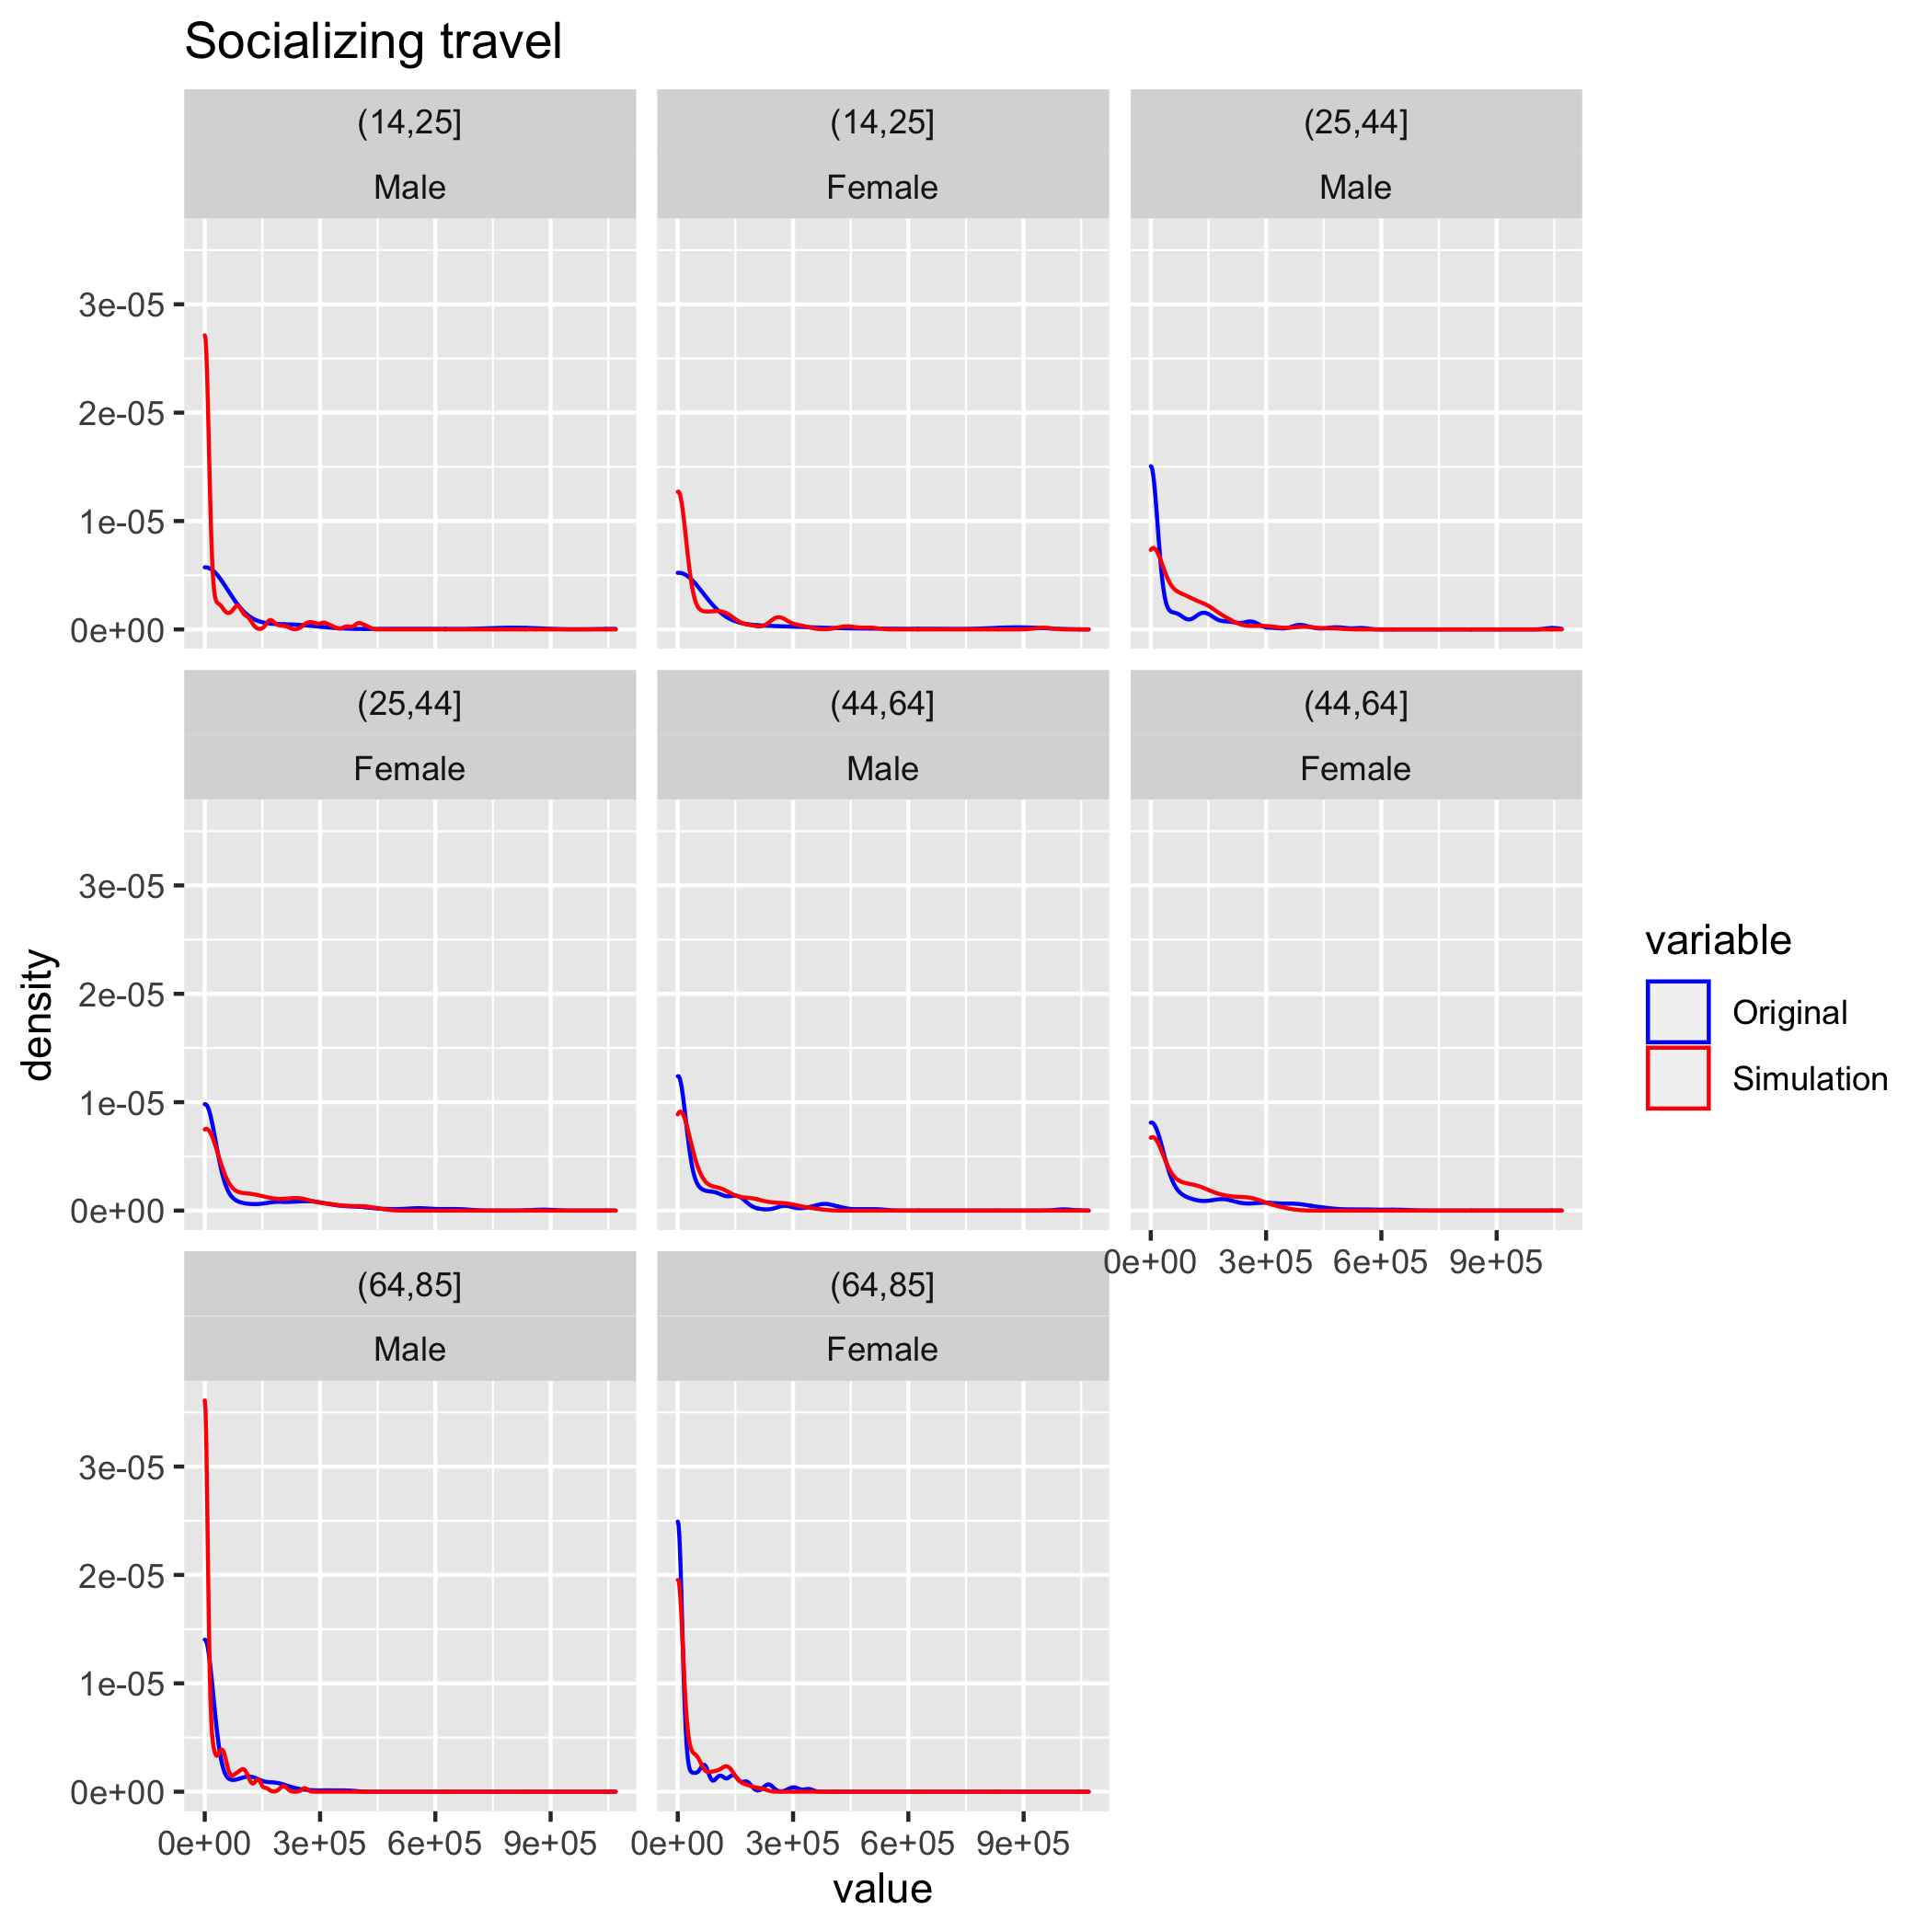 Socializing travel
(14,25] (14,25] (25,44]
Male Female Male
3e-05
2e-05
1e-05
0e+00
(25,44] (44,64] (44,64]
Female Male Female
3e-05
2e-05
1e-05
0e+00
0e+00 3e+05 6e+05 9e+05
(64,85] (64,85]
Male Female
3e-05
2e-05
1e-05
0e+00
0e+00 3e+05 6e+05 9e+05 0e+00 3e+05 6e+05 9e+05
value
density
variable
Original
Simulation